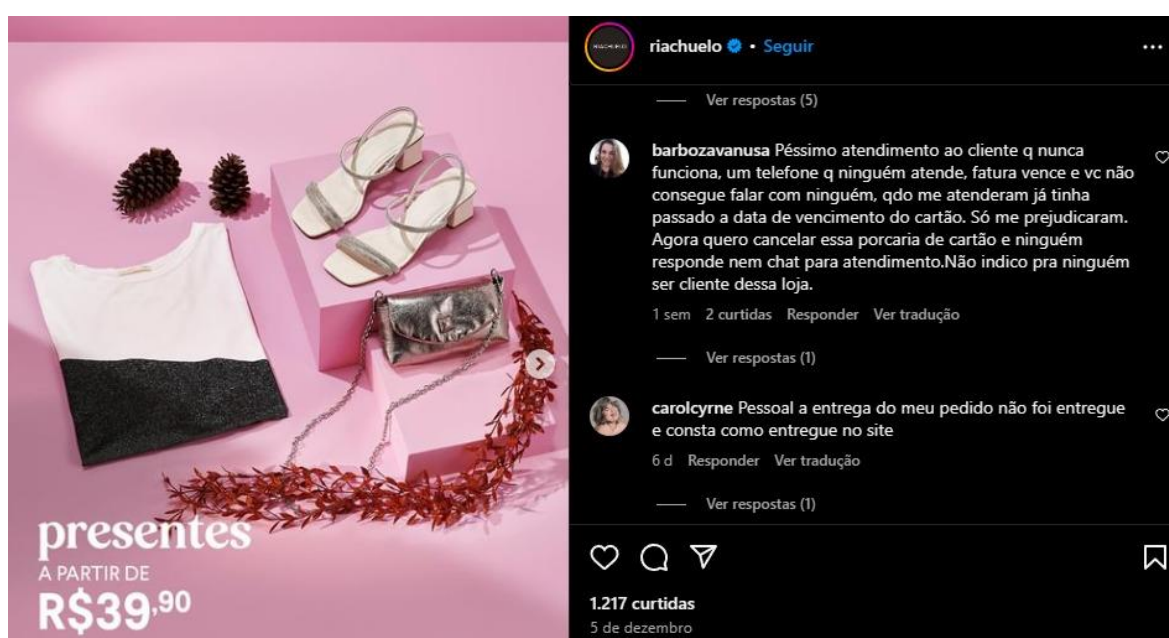 presentes
A PARTIR DE
R$39,90
RIACHUELO
riachuelo • Seguir
Ver respostas (5)
barbozavanusa Péssimo atendimento ao cliente q nunca
funciona, um telefone q ninguém atende, fatura vence e vc não
consegue falar com ninguém, qdo me atenderam já tinha
passado a data de vencimento do cartão. Só me prejudicaram.
Agora quero cancelar essa porcaria de cartão e ninguém
responde nem chat para atendimento.Não indico pra ninguém
ser cliente dessa loja.
1 sem 2 curtidas Responder Ver tradução
Ver respostas (1)
carolcyrne Pessoal a entrega do meu pedido não foi entregue
e consta como entregue no site
6 d Responder Ver tradução
Ver respostas (1)
1.217 curtidas
5 de dezembro